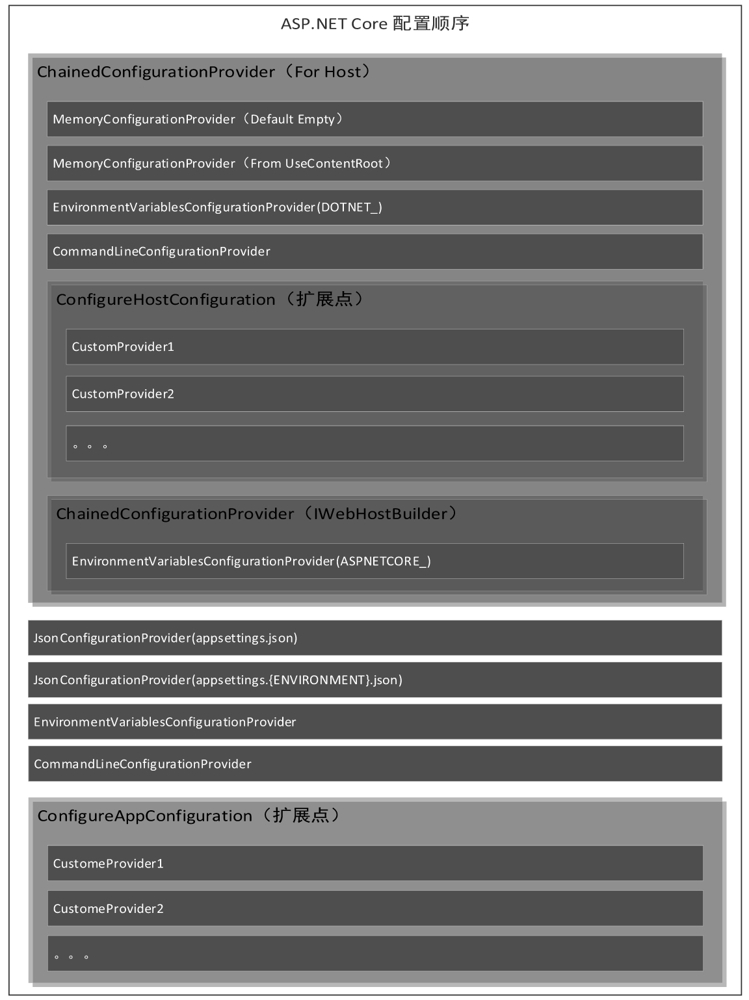 ASP.NET Core 配置顺序
ChainedConfigurationProvider（For Host）
MemoryConfigurationProvider（Default Empty）
MemoryConfigurationProvider（From UseContentRoot）
EnvironmentVariablesConfigurationProvider(DOTNET_)
CommandLineConfigurationProvider
ConfigureHostConfiguration（扩展点）
CustomProvider1
CustomProvider2
。。。
ChainedConfigurationProvider（IWebHostBuilder）
EnvironmentVariablesConfigurationProvider(ASPNETCORE_)
JsonConfigurationProvider(appsettings.json)
JsonConfigurationProvider(appsettings.{ENVIRONMENT}.json)
EnvironmentVariablesConfigurationProvider
CommandLineConfigurationProvider
ConfigureAppConfiguration（扩展点）
CustomeProvider1
CustomeProvider2
。。。